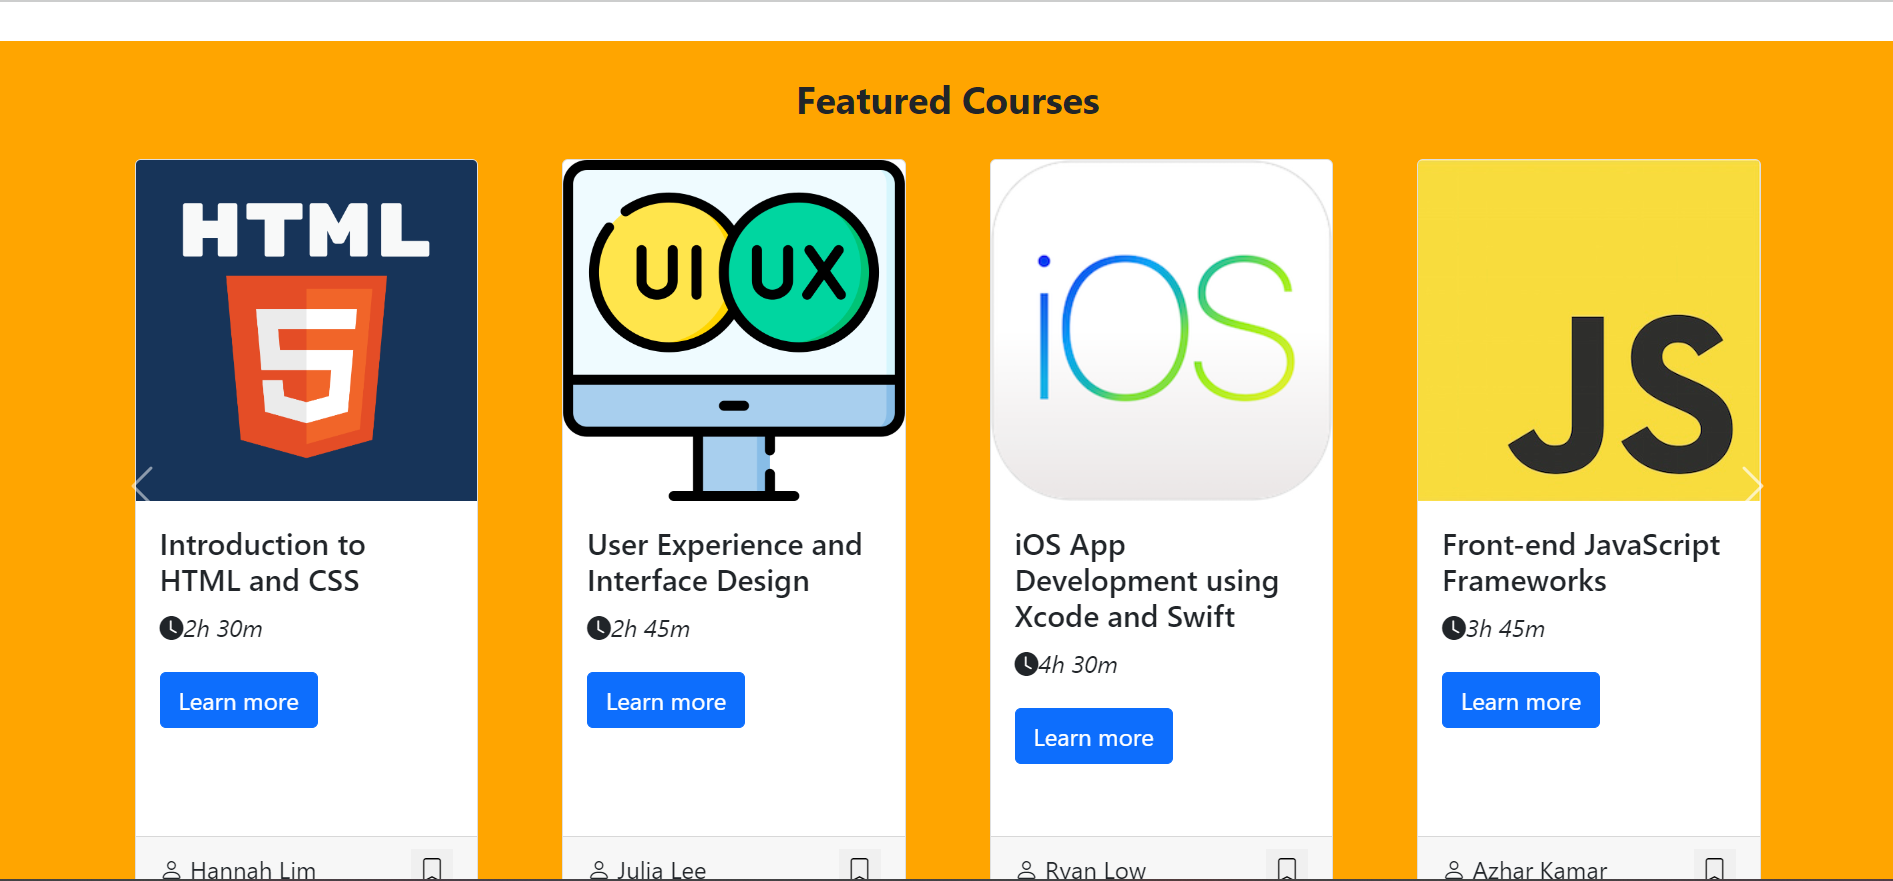 Featured Courses
HTML
5
Introduction to
HTML and CSS
2h 30m
Learn more
Hannah Lim
UI UX
User Experience and
Interface Design
2h 45m
Learn more
Julia Lee
iOS
iOS App
Development using
Xcode and Swift
4h 30m
Learn more
Ryan Low
JS
Front-end JavaScript
Frameworks
3h 45m
Learn more
Azhar Kamar